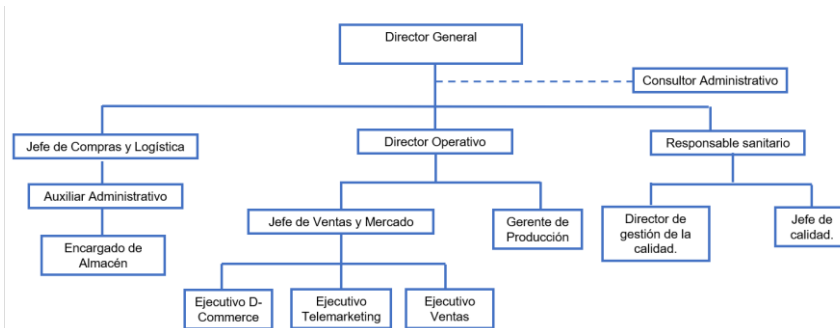 Director General
Consultor Administrativo
Jefe de Compras y Logística
Director Operativo
Responsable sanitario
Auxiliar Administrativo
Jefe de Ventas y Mercado
Gerente de
Producción
Director de
gestión de la
calidad.
Jefe de
calidad.
Encargado de
Almacén
Ejecutivo D-
Commerce
Ejecutivo
Telemarketing
Ejecutivo
Ventas